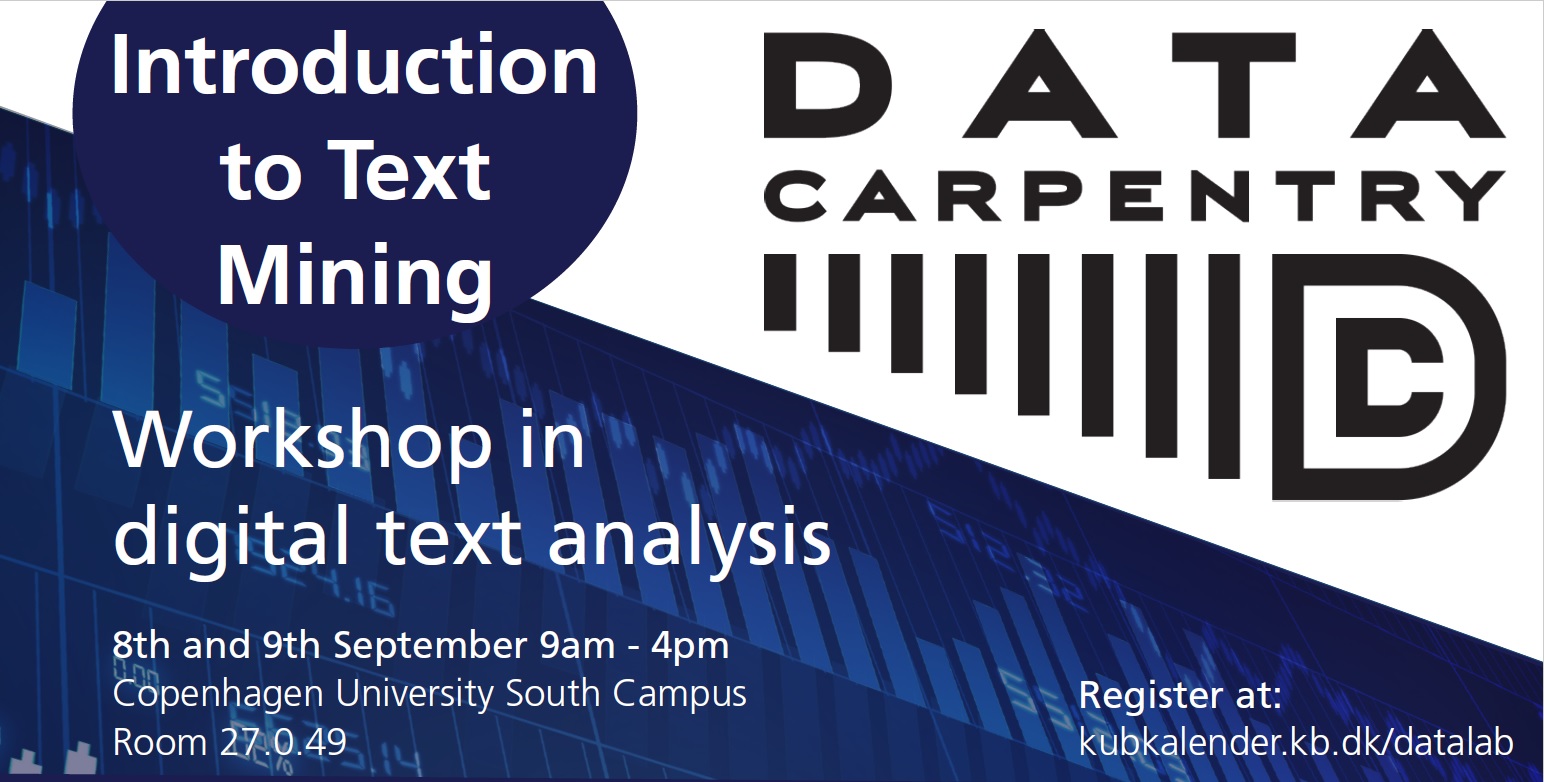 Introduction
to Text
Mining
DATA
CARPENTRY
DC
Workshop in
digital text analysis
8th and 9th September 9am - 4pm
Copenhagen University South Campus
Room 27.0.49
Register at:
kubkalender.kb.dk/datalab